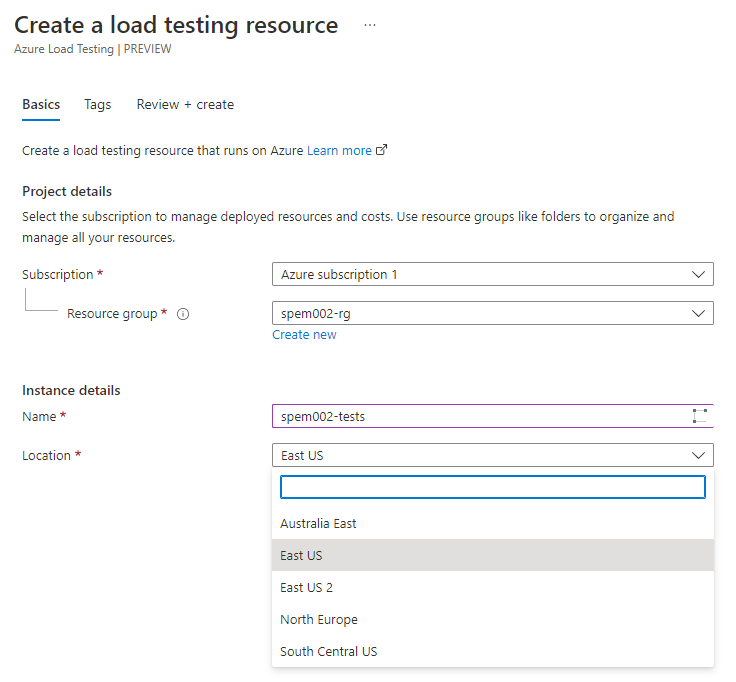 Create a load testing resource ...
Azure Load Testing | PREVIEW
Basics Tags Review + create
Create a load testing resource that runs on Azure Learn more
Project details
Select the subscription to manage deployed resources and costs. Use resource groups like folders to organize and
manage all your resources.
Subscription * Azure subscription 1
Resource group * spem002-rg
Create new
Instance details
Name * spem002-tests
Location * East US
Australia East
East US
East US 2
North Europe
South Central US